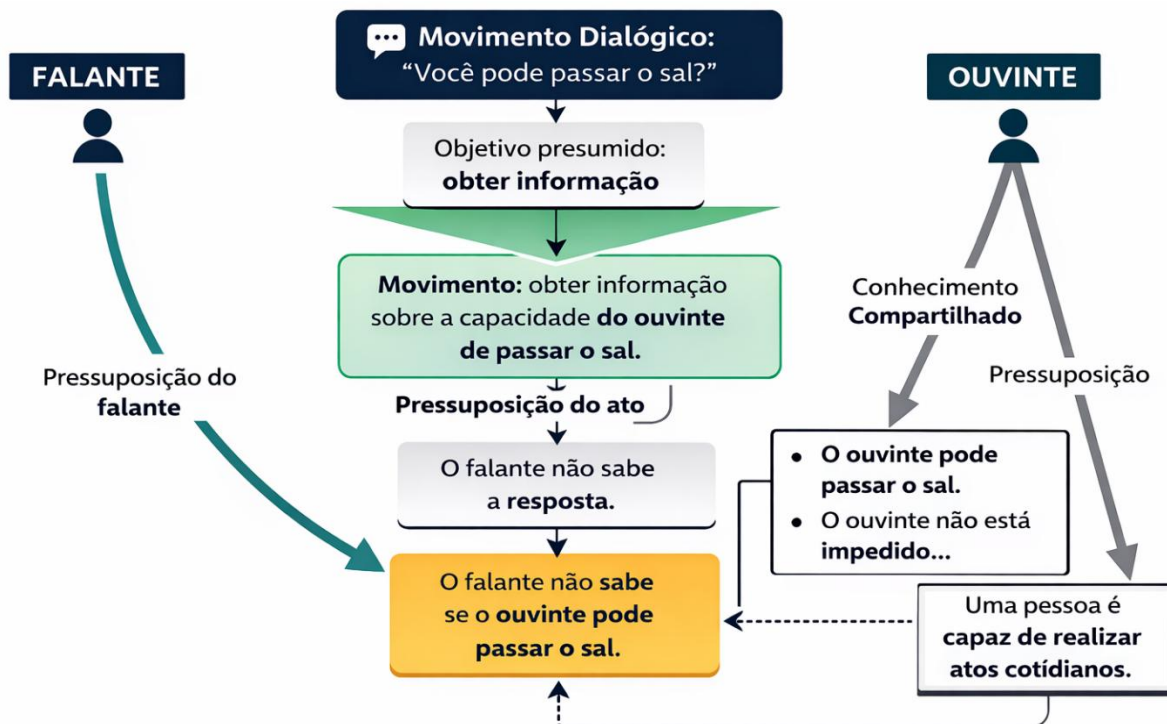 Movimento Dialógico:
“Você pode passar o sal?”
FALANTE
OUVINTE
Objetivo presumido:
obter informação
Movimento: obter informação
sobre a capacidade do ouvinte
de passar o sal.
Conhecimento
Compartilhado
Pressuposição do
falante
Pressuposição
Pressuposição do ato
O falante não sabe
a resposta.
• O ouvinte pode
passar o sal.
• O ouvinte não está
impedido...
O falante não sabe
se o ouvinte pode
passar o sal.
Uma pessoa é
capaz de realizar
atos cotídianos.